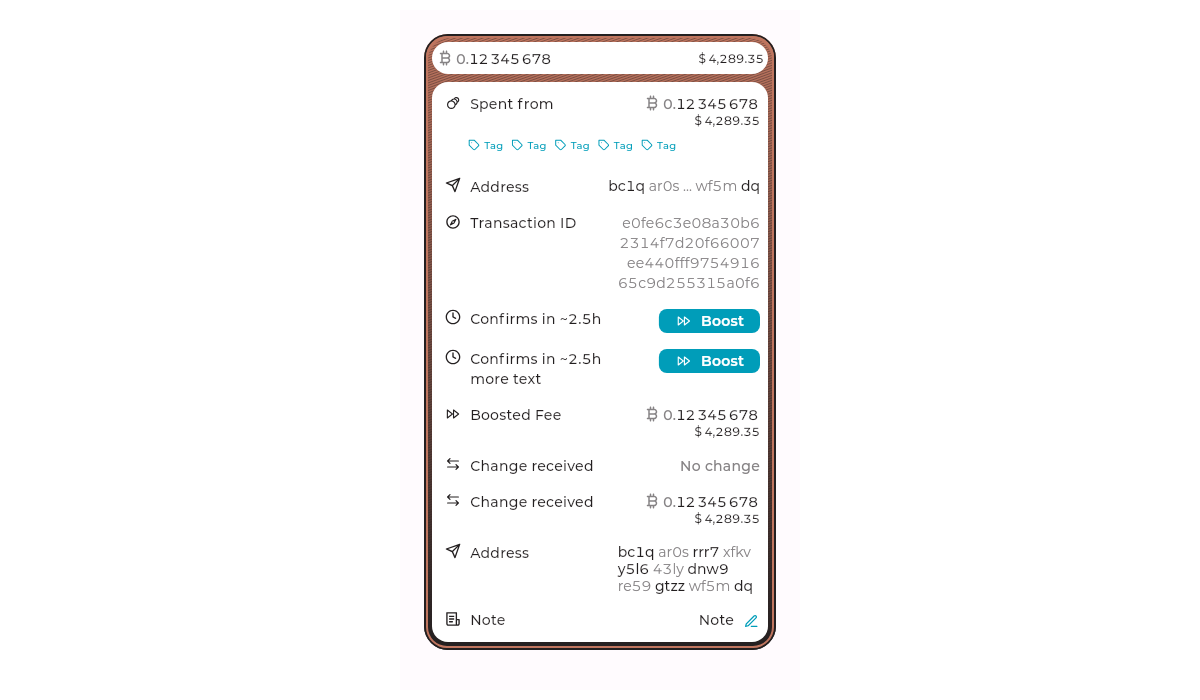 ₿ 0.12 345 678 $ 4,289.35
Spent from ₿ 0.12 345 678
$ 4,289.35
Tag Tag Tag Tag Tag
Address bc1q ar0s ... wf5m dq
Transaction ID e0fe6c3e08a30b6
2314f7d20f66007
ee440fff9754916
65c9d255315a0f6
Confirms in ~2.5h Boost
Confirms in ~2.5h Boost
more text
Boosted Fee ₿ 0.12 345 678
$ 4,289.35
Change received No change
Change received ₿ 0.12 345 678
$ 4,289.35
Address bc1q ar0s rrr7 xfkv
y5l6 43ly dnw9
re59 gtzz wf5m dq
Note Note